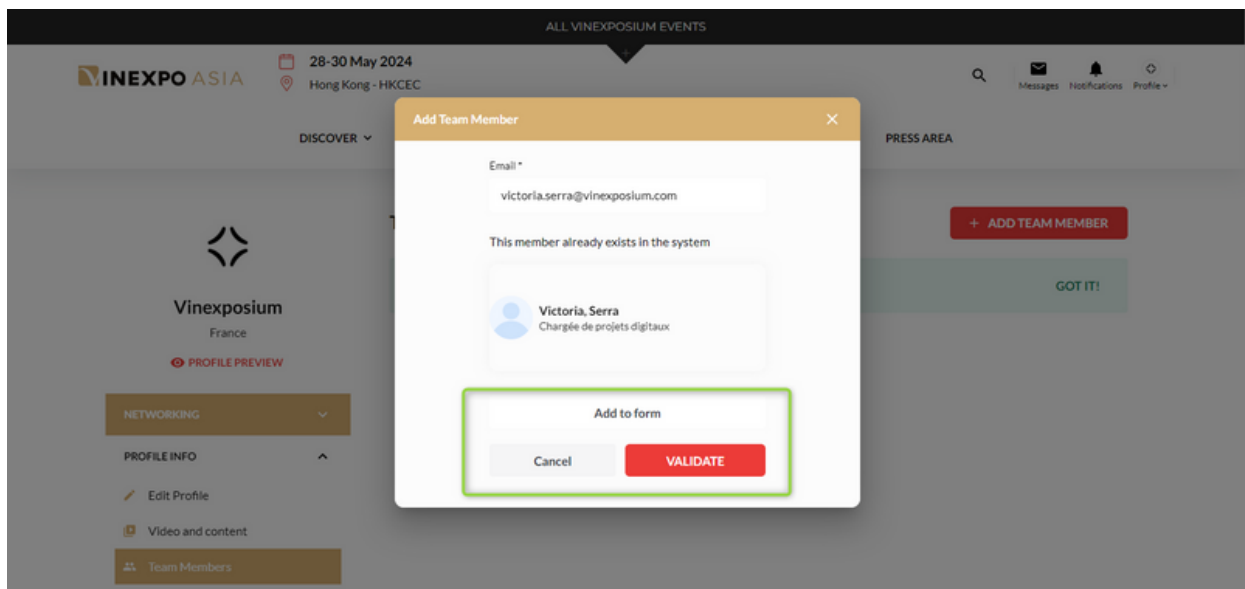 ALL VINEXPOSIUM EVENTS
+
VINEXPO ASIA
28-30 May 2024
Hong Kong - HKCEC
Messages Notifications Profile
DISCOVER
PRESS AREA
Add Team Member
Email *
victoria.serra@vinexposium.com
T
+ ADD TEAM MEMBER
This member already exists in the system
GOT IT!
Victoria, Serra
Chargée de projets digitaux
Vinexposium
France
PROFILE PREVIEW
Add to form
Cancel VALIDATE
NETWORKING
PROFILE INFO
Edit Profile
Video and content
Team Members